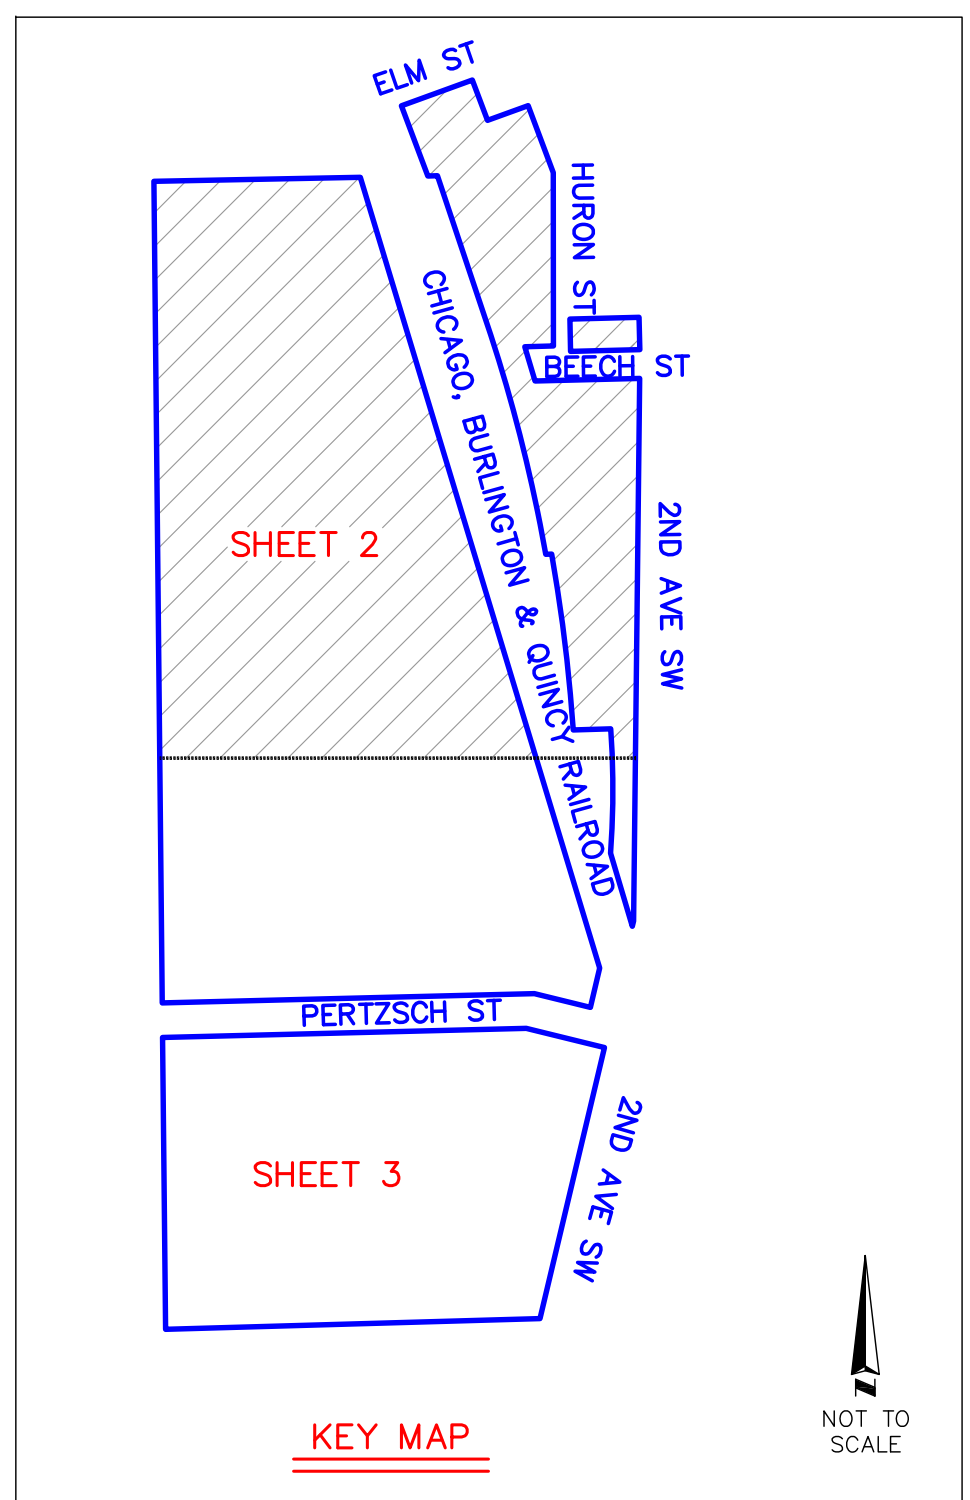 ELM ST
HURON ST
CHICAGO, BURLINGTON & QUINCY RAILROAD
BEECH ST
2ND AVE SW
SHEET 2
PERTZSCH ST
2ND AVE SW
SHEET 3
N
NOT TO
SCALE
KEY MAP